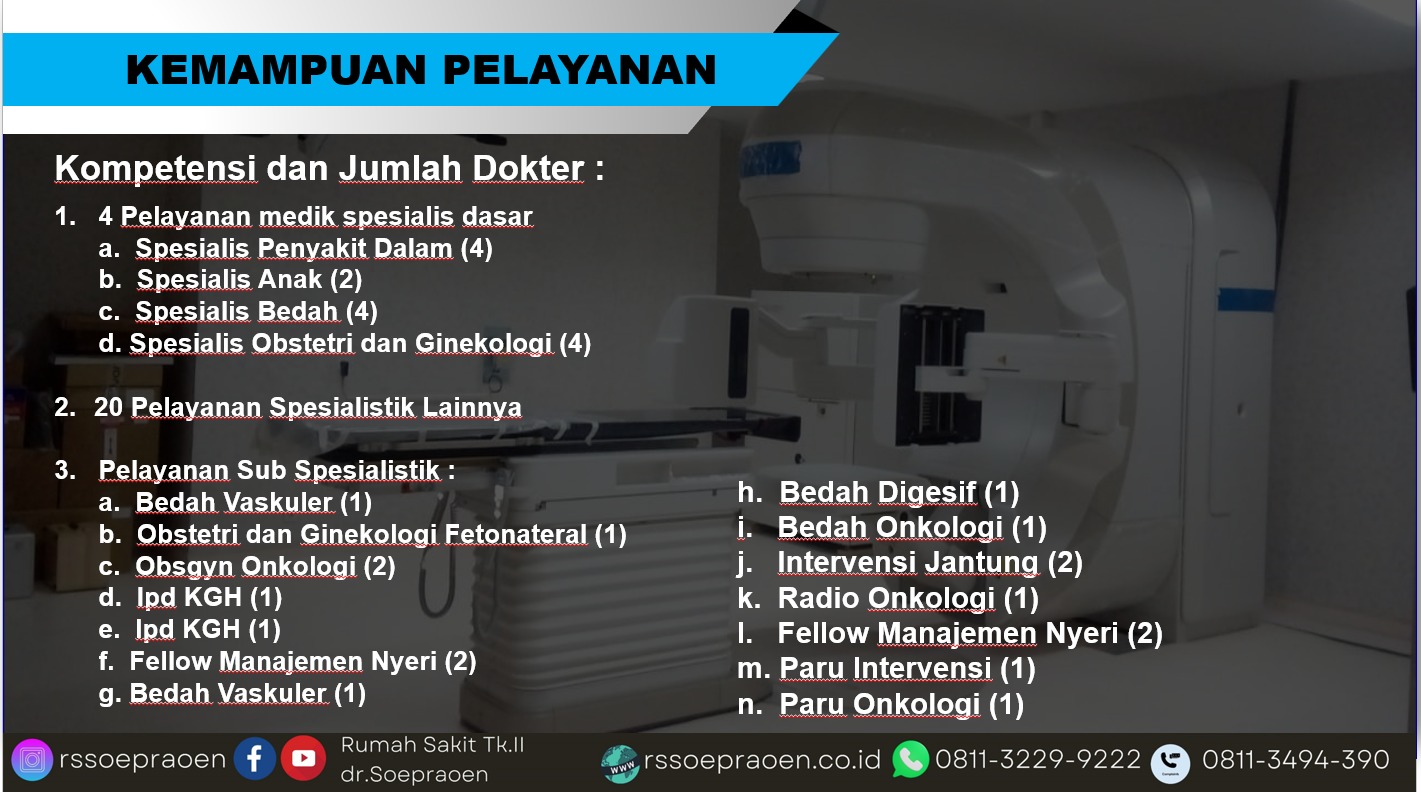 KEMAMPUAN PELAYANAN
Kompetensi dan Jumlah Dokter :
1. 4 Pelayanan medik spesialis dasar
a. Spesialis Penyakit Dalam (4)
b. Spesialis Anak (2)
c. Spesialis Bedah (4)
d. Spesialis Obstetri dan Ginekologi (4)
2. 20 Pelayanan Spesialistik Lainnya
3. Pelayanan Sub Spesialistik :
a. Bedah Vaskuler (1)
b. Obstetri dan Ginekologi Fetonateral (1)
c. Obsgyn Onkologi (2)
d. Ipd KGH (1)
e. Ipd KGH (1)
f. Fellow Manajemen Nyeri (2)
g. Bedah Vaskuler (1)
h. Bedah Digesif (1)
i. Bedah Onkologi (1)
j. Intervensi Jantung (2)
k. Radio Onkologi (1)
l. Fellow Manajemen Nyeri (2)
m. Paru Intervensi (1)
n. Paru Onkologi (1)
rssoepraoen
Rumah Sakit Tk.II
dr.Soepraoen
www
rssoepraoen.co.id
0811-3229-9222
0811-3494-390